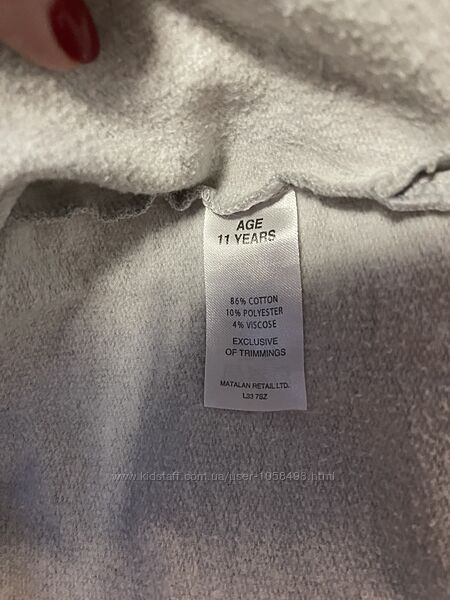 AGE
11 YEARS
86% COTTON
10% POLYESTER
4% VISCOSE
EXCLUSIVE
OF TRIMMINGS
MATALAN RETAIL LTD.
L33 7SZ
www.kidstaff.com.ua/user-1058498.html